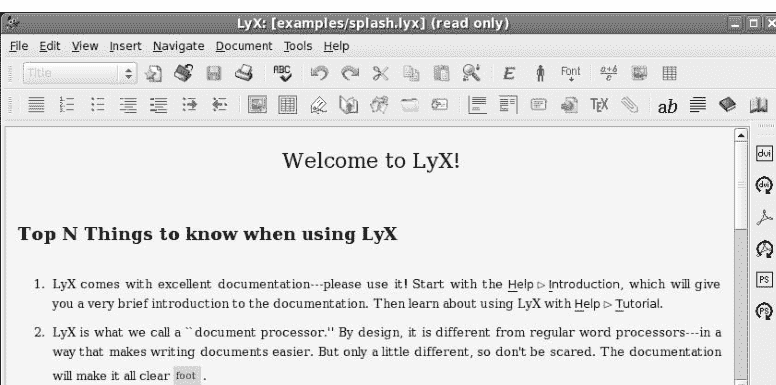 LyX: [examples/splash.lyx] (read only)
File Edit View Insert Navigate Document Tools Help
Title ABC E Font a+b c
TEX ab
Welcome to LyX!
dvi
dvi
Top N Things to know when using LyX
1. LyX comes with excellent documentation---please use it! Start with the Help ▷ Introduction, which will give
PS
you a very brief introduction to the documentation. Then learn about using LyX with Help ▷ Tutorial.
PS
2. LyX is what we call a ``document processor.'' By design, it is different from regular word processors---in a
way that makes writing documents easier. But only a little different, so don't be scared. The documentation
will make it all clear foot .